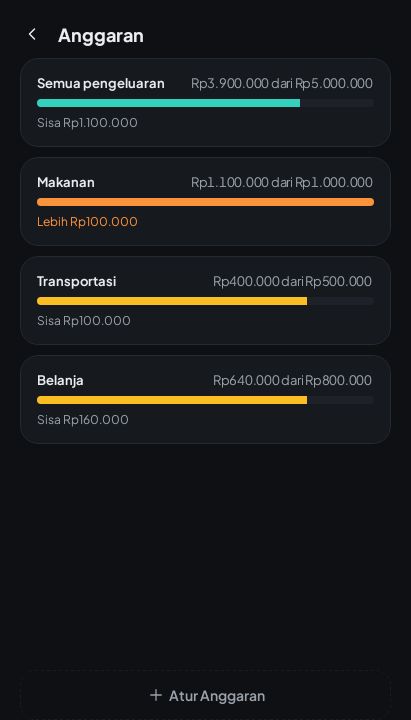 Anggaran
Semua pengeluaran Rp3.900.000 dari Rp5.000.000
Sisa Rp1.100.000
Makanan Rp1.100.000 dari Rp1.000.000
Lebih Rp100.000
Transportasi Rp400.000 dari Rp500.000
Sisa Rp100.000
Belanja Rp640.000 dari Rp800.000
Sisa Rp160.000
+ Atur Anggaran